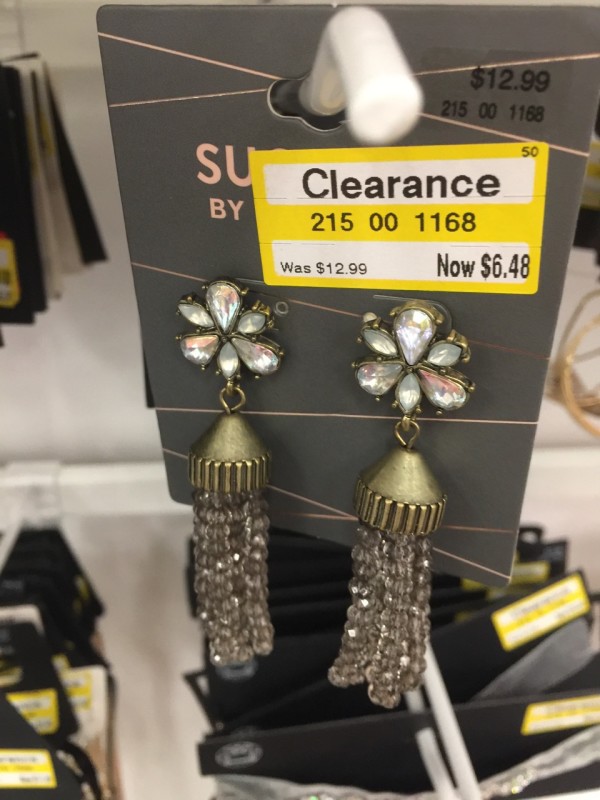 $12.99
215 00 1168
SU
BY
50
Clearance
215 00 1168
Was $12.99
Now $6.48